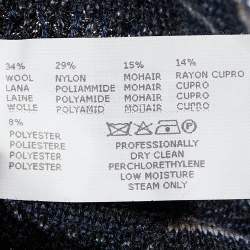 34% 29% 15% 14%
WOOL NYLON MOHAIR RAYON CUPRO
LANA POLIAMMIDE MOHAIR CUPRO
LAINE POLYAMIDE MOHAIR CUPRO
WOLLE POLYAMID MOHAIR CUPRO
8%
POLYESTER
POLIESTERE
POLYESTER
POLYESTER
PROFESSIONALLY
DRY CLEAN
PERCHLORETHYLENE
LOW MOISTURE
STEAM ONLY